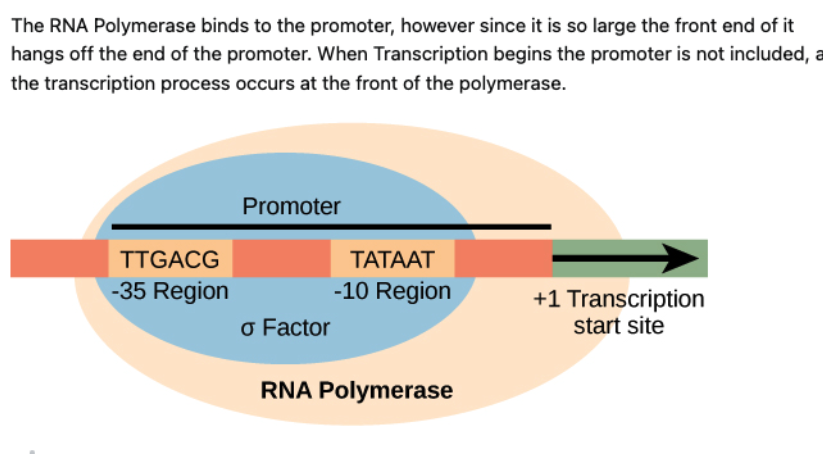 The RNA Polymerase binds to the promoter, however since it is so large the front end of it
hangs off the end of the promoter. When Transcription begins the promoter is not included, a
the transcription process occurs at the front of the polymerase.
Promoter
TTGACG TATAAT
-35 Region -10 Region
+1 Transcription
start site
σ Factor
RNA Polymerase